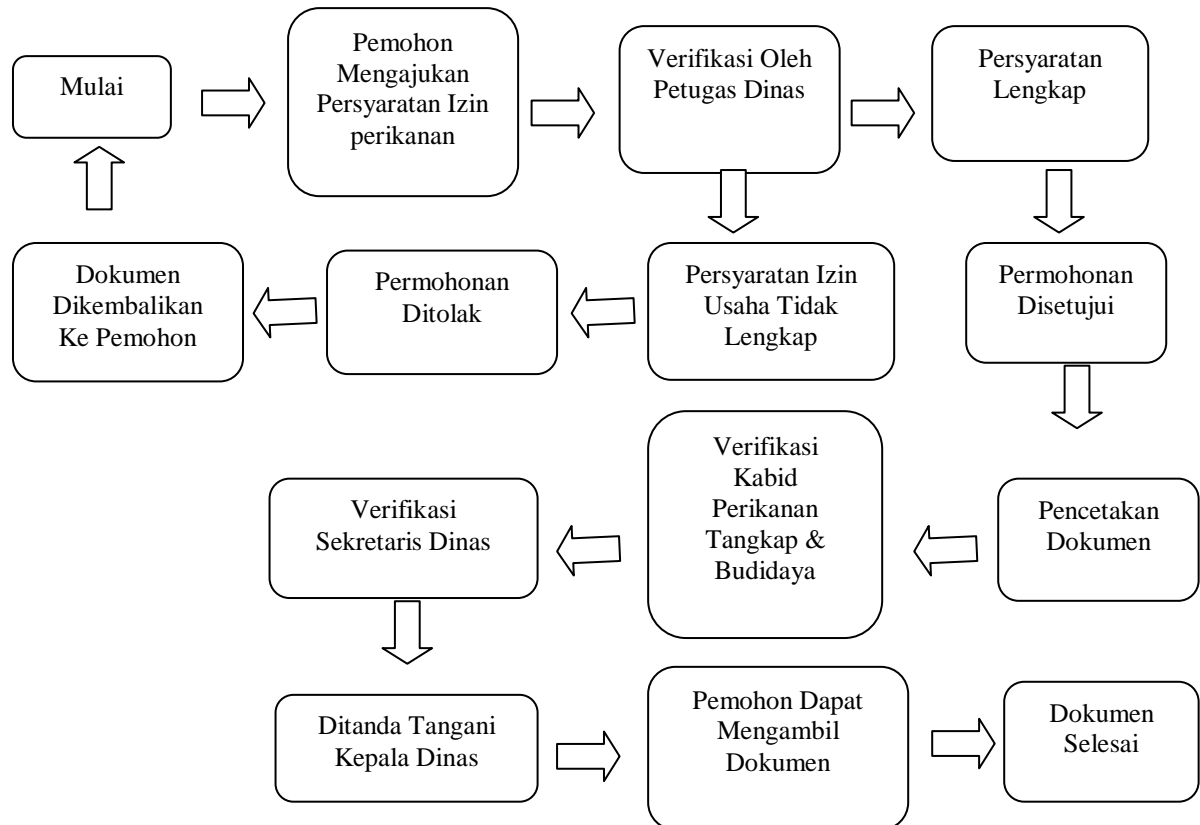 Mulai
Pemohon
Mengajukan
Persyaratan Izin
perikanan
Verifikasi Oleh
Petugas Dinas
Persyaratan
Lengkap
Dokumen
Dikembalikan
Ke Pemohon
Permohonan
Ditolak
Persyaratan Izin
Usaha Tidak
Lengkap
Permohonan
Disetujui
Verifikasi
Sekretaris Dinas
Verifikasi
Kabid
Perikanan
Tangkap &
Budidaya
Pencetakan
Dokumen
Ditanda Tangani
Kepala Dinas
Pemohon Dapat
Mengambil
Dokumen
Dokumen
Selesai